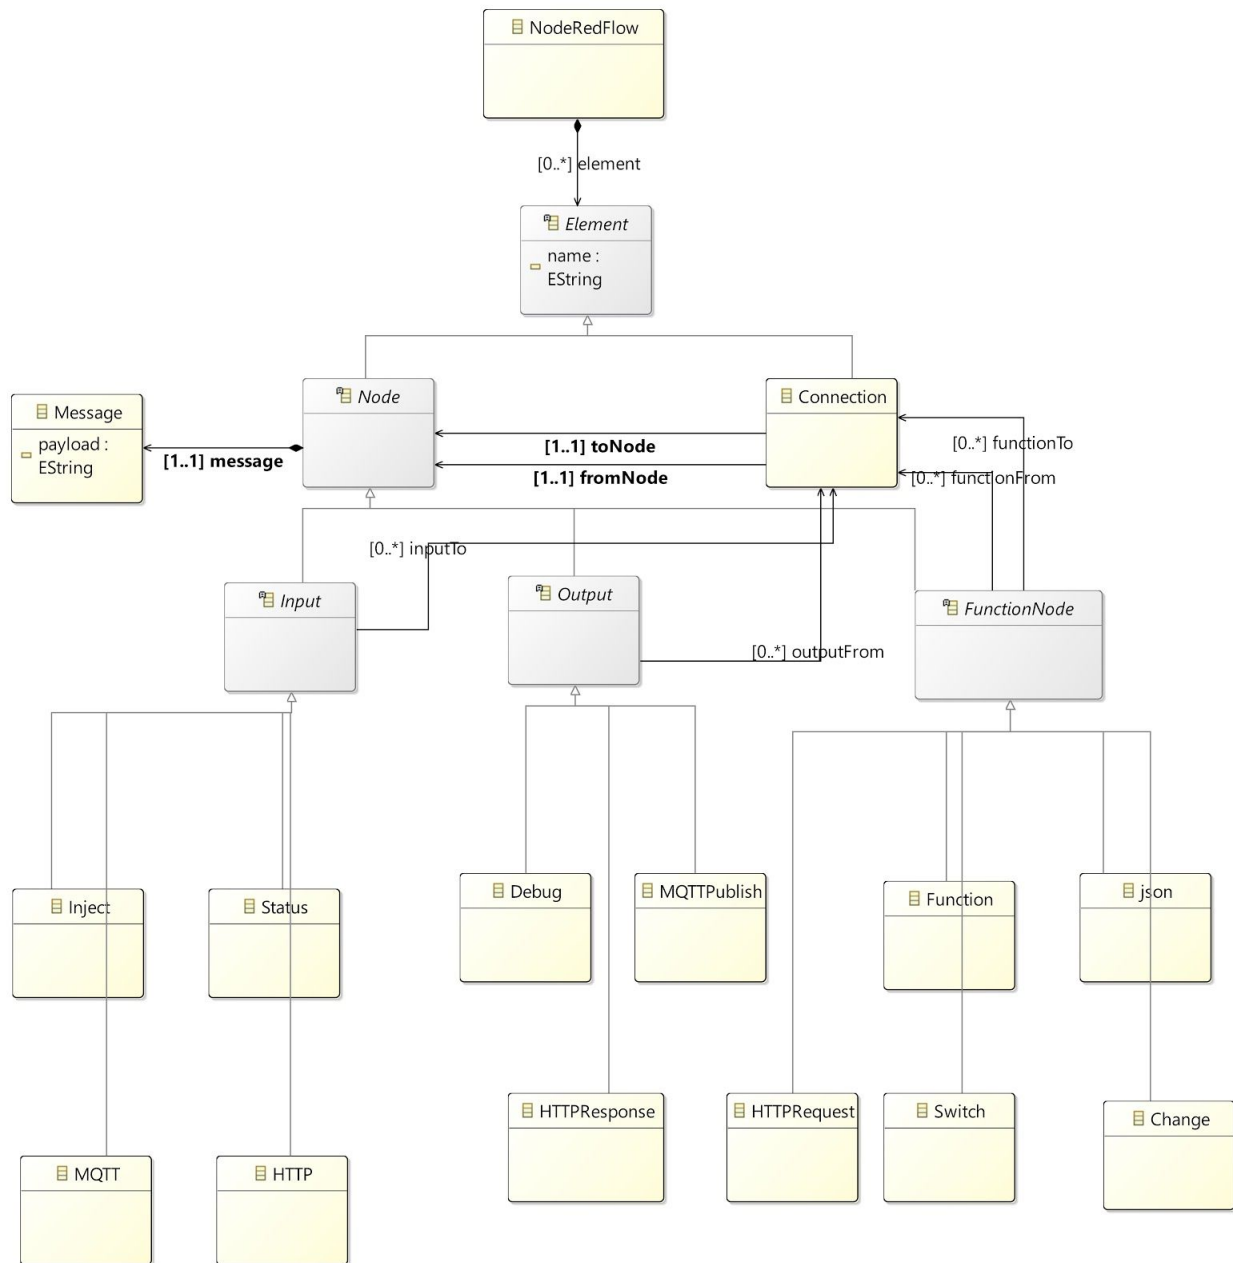 NodeRedFlow
[0..*] element
Element
name :
EString
Node
Connection
Message
payload :
EString
[1..1] message
[1..1] toNode
[1..1] fromNode
[0..*] functionTo
[0..*] functionFrom
[0..*] inputTo
Input
Output
FunctionNode
[0..*] outputFrom
Inject
Status
Debug
MQTTPublish
Function
json
HTTPResponse
HTTPRequest
Switch
Change
MQTT
HTTP